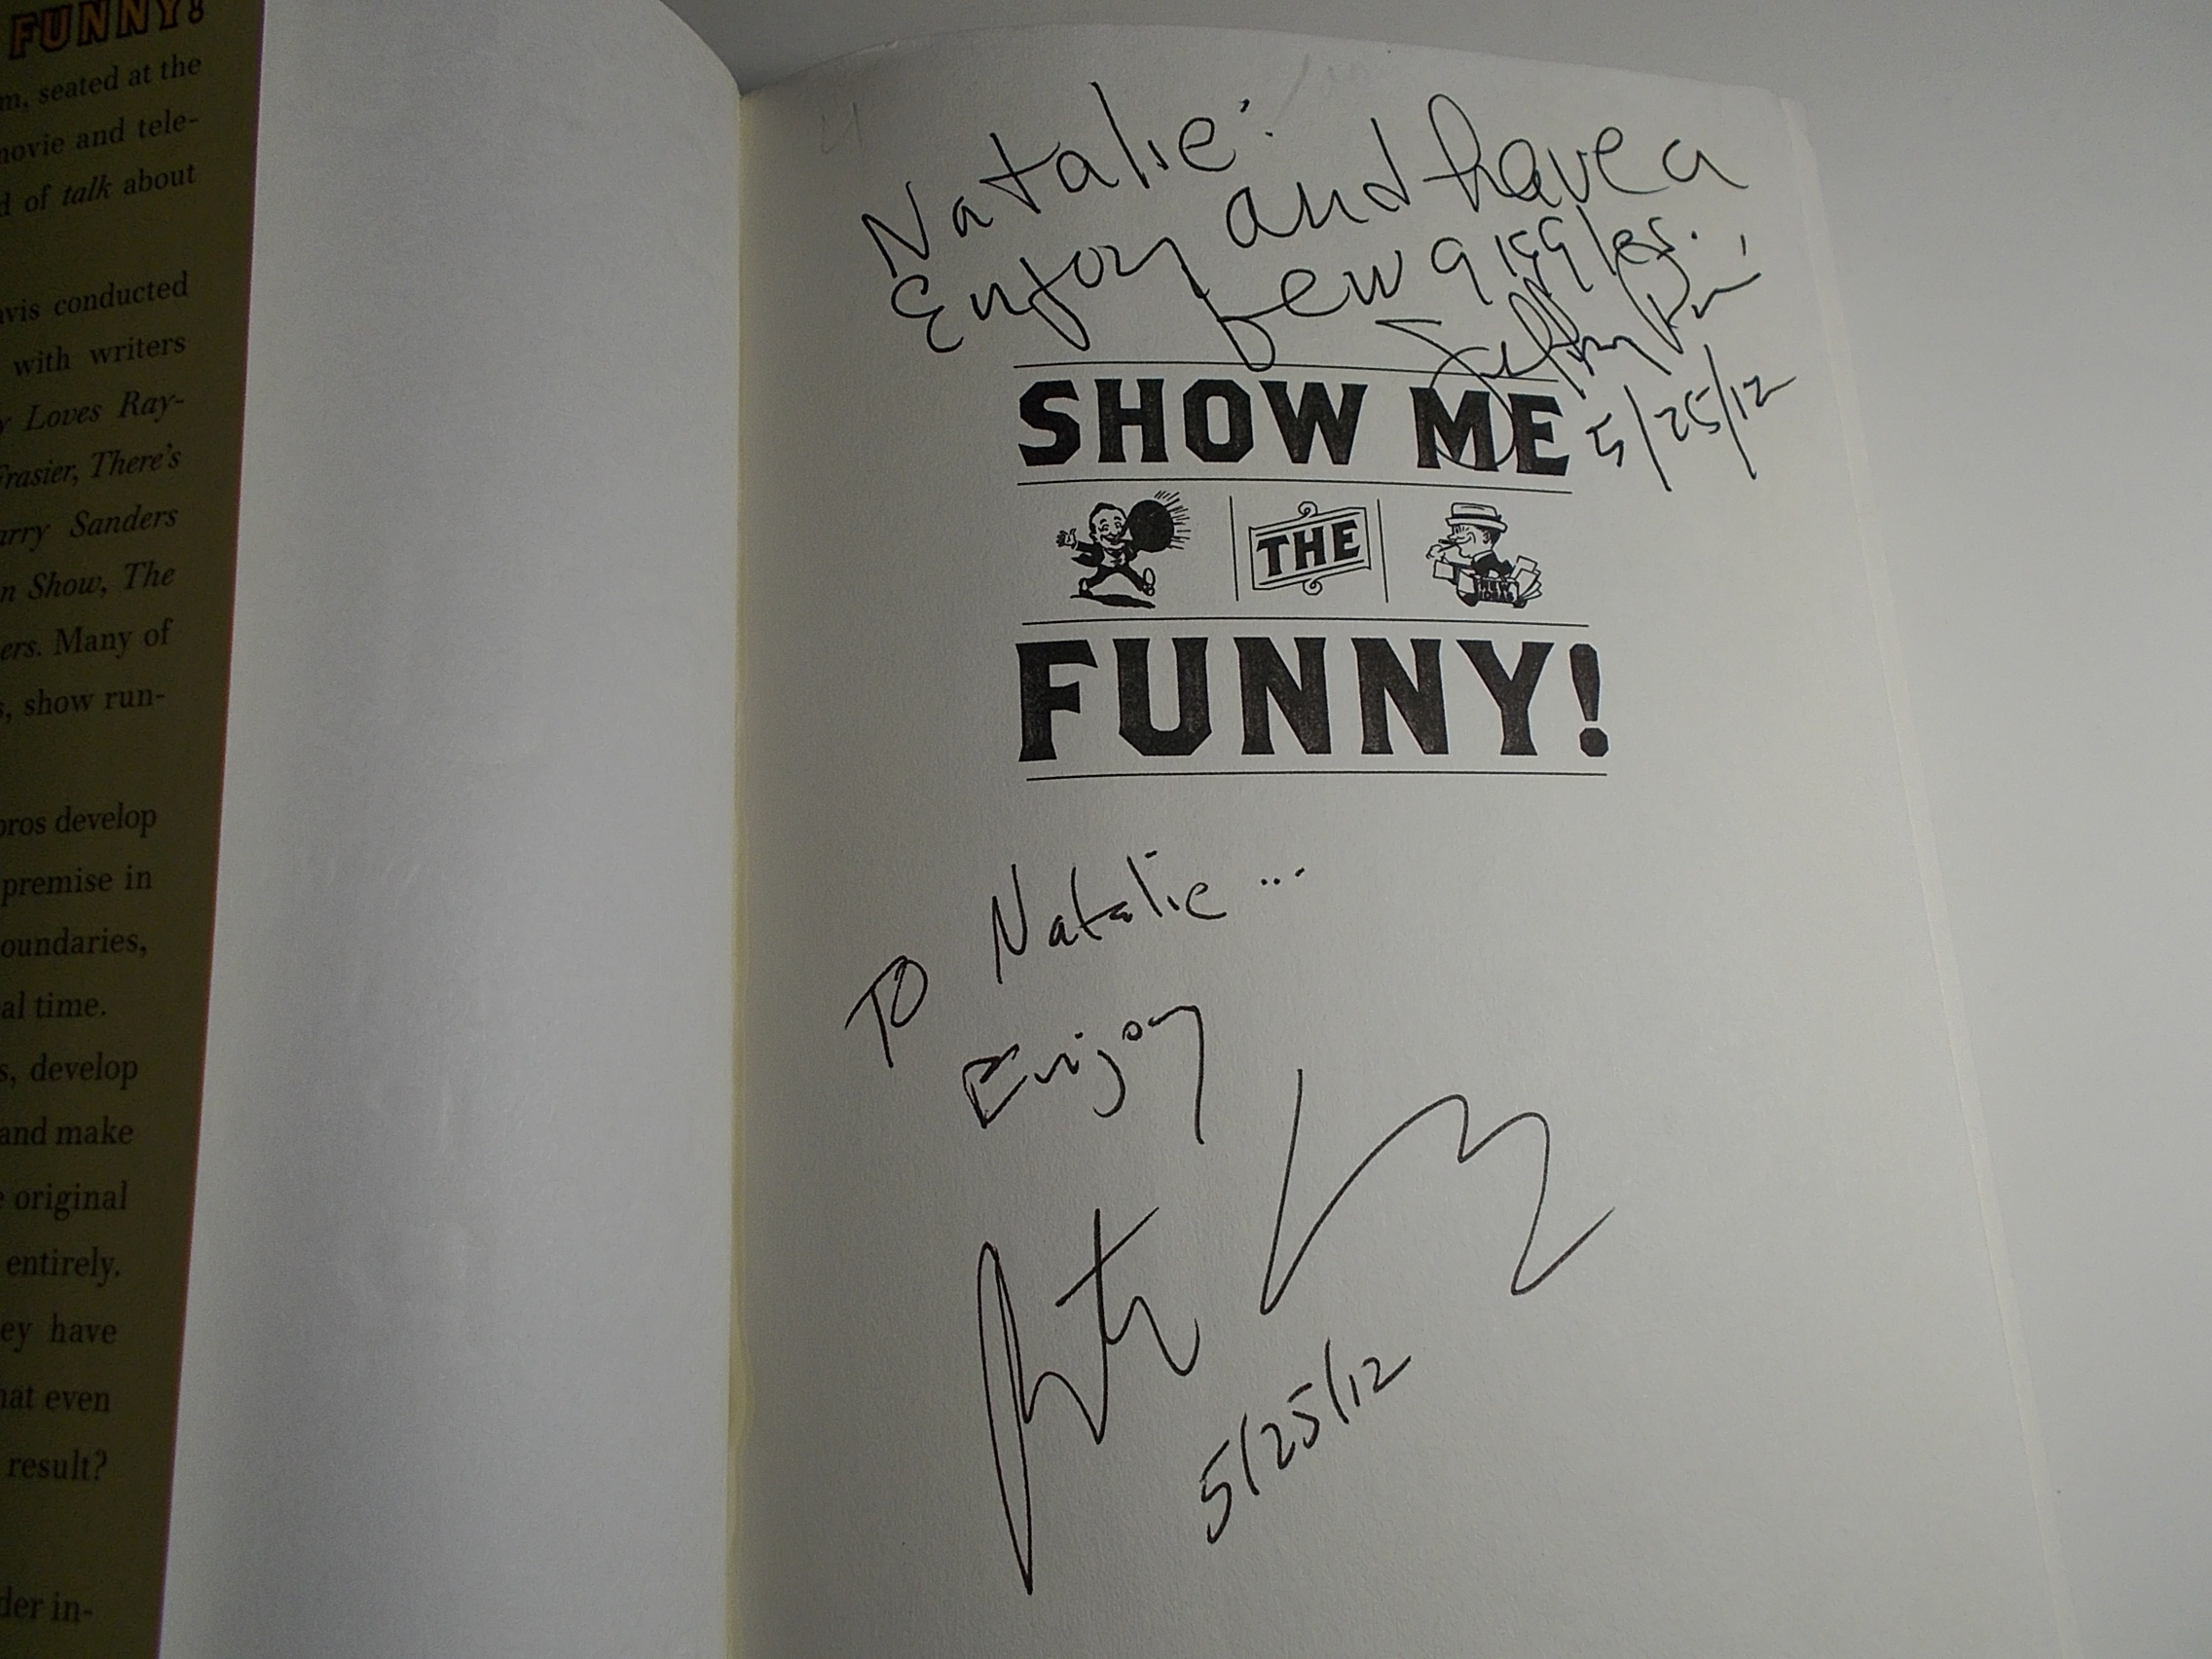 FUNNY!
m, seated at the
movie and tele-
d of talk about
avis conducted
with writers
y Loves Ray-
Frasier, There's
arry Sanders
n Show, The
ers. Many of
s, show run-
pros develop
premise in
oundaries,
al time.
s, develop
and make
e original
entirely.
ey have
hat even
result?
der in-
Natalie:
Enjoy and have a
few giggles.
5/25/12
SHOW ME
THE
FUNNY!
To Natalie...
Enjoy
5/25/12